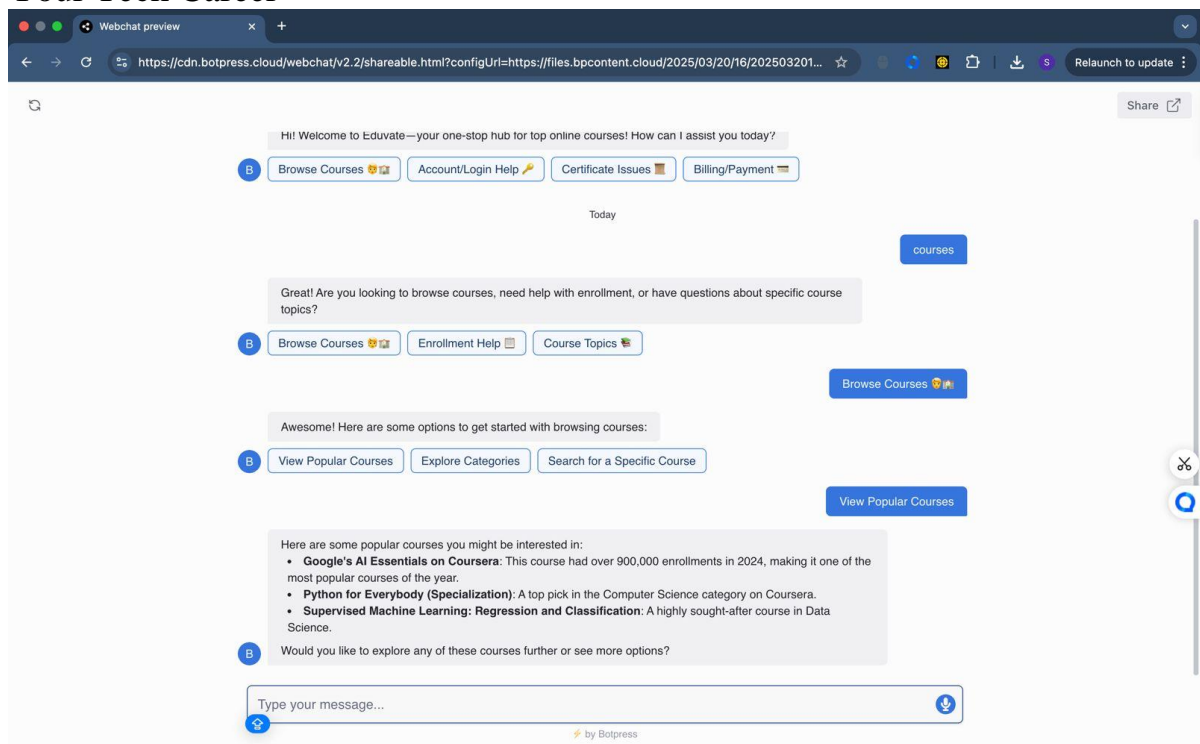 Your Tech Career
Webchat preview
https://cdn.botpress.cloud/webchat/v2.2/shareable.html?configUrl=https://files.bpcontent.cloud/2025/03/20/16/202503201...
S
Relaunch to update
Share
Hi! Welcome to Eduvate—your one-stop hub for top online courses! How can I assist you today?
B
Browse Courses Account/Login Help Certificate Issues Billing/Payment
Today
courses
Great! Are you looking to browse courses, need help with enrollment, or have questions about specific course
topics?
B
Browse Courses Enrollment Help Course Topics
Browse Courses
Awesome! Here are some options to get started with browsing courses:
B
View Popular Courses Explore Categories Search for a Specific Course
View Popular Courses
Here are some popular courses you might be interested in:
• Google's AI Essentials on Coursera: This course had over 900,000 enrollments in 2024, making it one of the
most popular courses of the year.
• Python for Everybody (Specialization): A top pick in the Computer Science category on Coursera.
• Supervised Machine Learning: Regression and Classification: A highly sought-after course in Data
Science.
B
Would you like to explore any of these courses further or see more options?
Type your message...
⚡ by Botpress